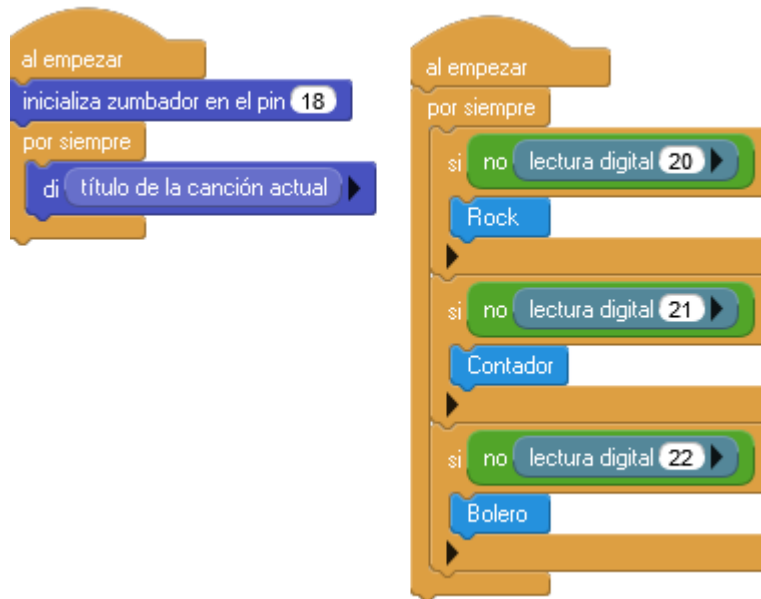 al empezar
inicializa zumbador en el pin 18
por siempre
di título de la canción actual
al empezar
por siempre
si no lectura digital 20
Rock
si no lectura digital 21
Contador
si no lectura digital 22
Bolero